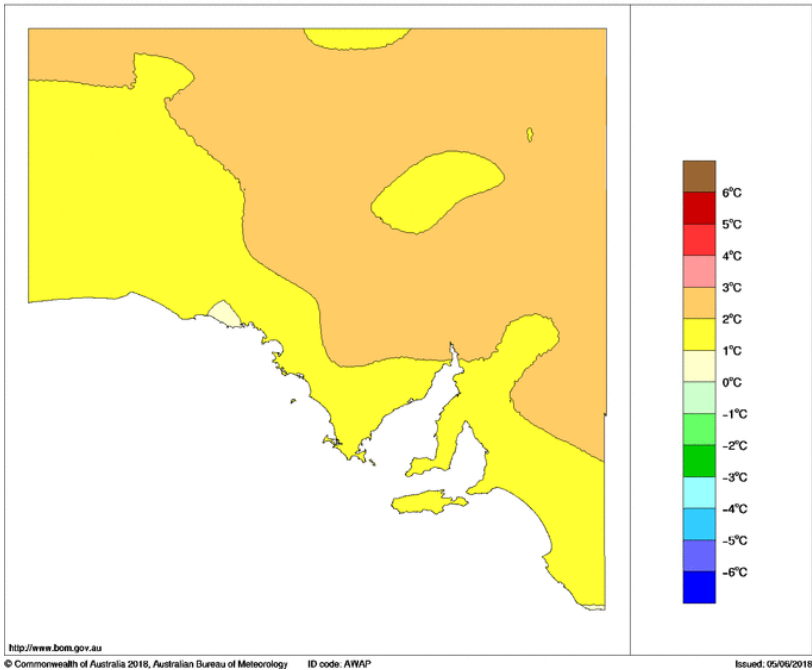 6°C
5°C
4°C
3°C
2°C
1°C
0°C
-1°C
-2°C
-3°C
-4°C
-5°C
-6°C
http://www.bom.gov.au
© Commonwealth of Australia 2018, Australian Bureau of Meteorology ID code: AWAP Issued: 05/06/2018